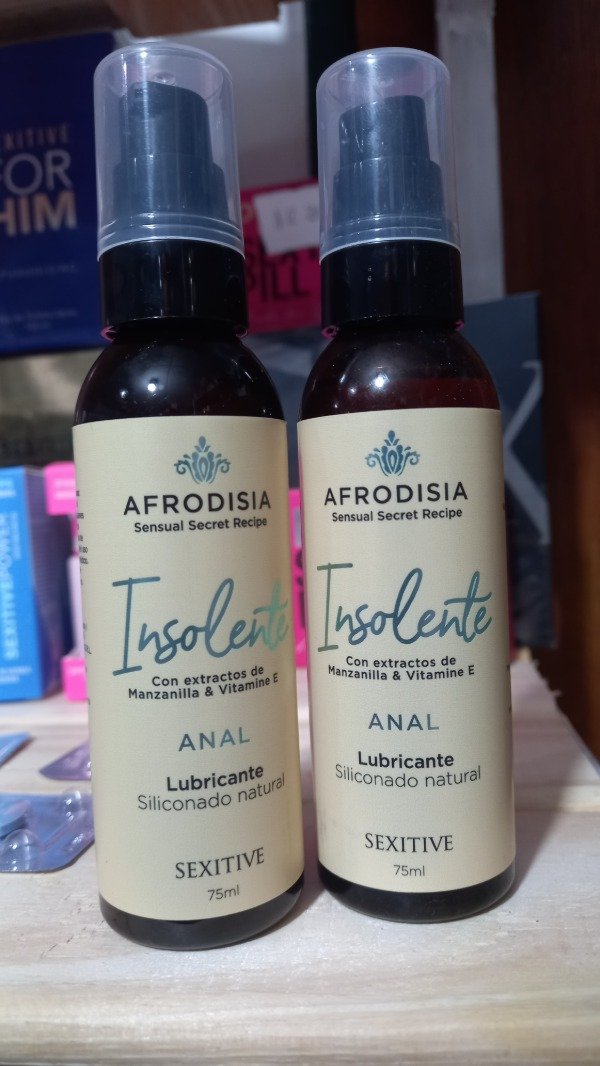 FOR
HIM
AFRODISIA
Sensual Secret Recipe
Insolente
Con extractos de
Manzanilla & Vitamine E
ANAL
Lubricante
Siliconado natural
SEXITIVE
75ml
AFRODISIA
Sensual Secret Recipe
Insolente
Con extractos de
Manzanilla & Vitamine E
ANAL
Lubricante
Siliconado natural
SEXITIVE
75ml
SEXITIVEPOWER